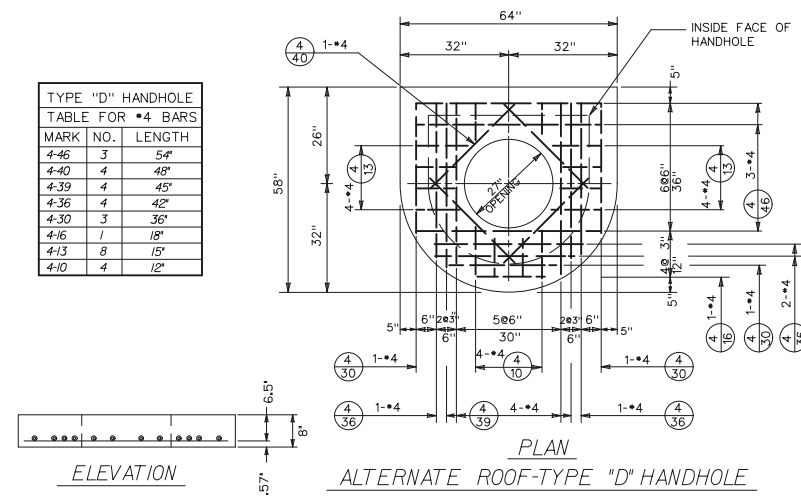 TYPE "D" HANDHOLE
TABLE FOR #4 BARS
MARK NO. LENGTH
4-46 3 54"
4-40 4 48"
4-39 4 45"
4-36 4 42"
4-30 3 36"
4-16 1 18"
4-13 8 15"
4-10 4 12"
64"
32" 32"
INSIDE FACE OF
HANDHOLE
4
40
1-#4
5"
58"
26"
32"
4
13
4-#4
27"
OPENING
6@6"
36"
4@ 3"
12"
5"
4-#4
4
13
3-#4
4
46
1-#4
4
16
1-#4
4
30
2-#4
4
36
5" 6" 2@3" 5@6" 2@3" 6" 5"
6" 30" 6"
4
30
1-#4
4-#4
4
10
1-#4
4
30
4
36
1-#4
4
39
4-#4
1-#4
4
36
6.5"
8"
.57"
ELEVATION
PLAN
ALTERNATE ROOF-TYPE "D" HANDHOLE